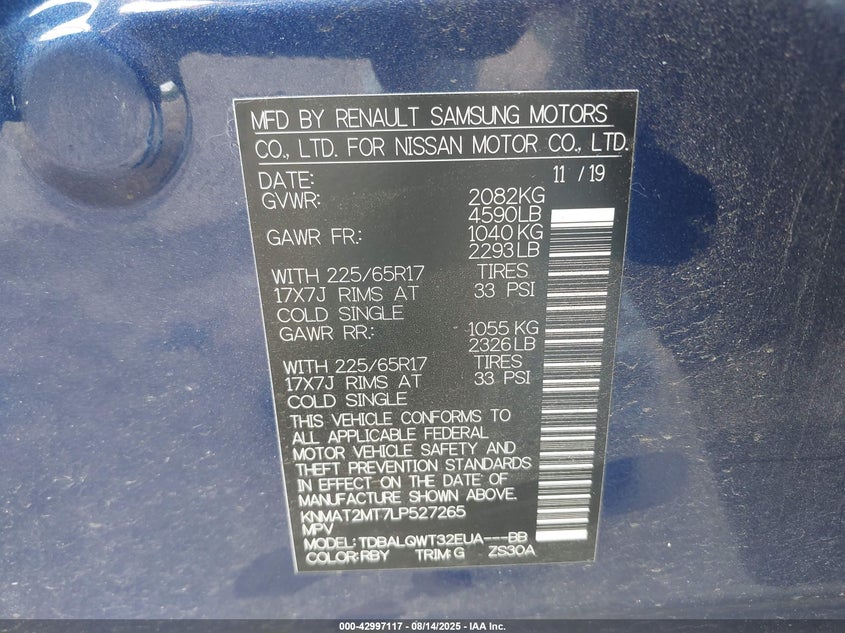 MFD BY RENAULT SAMSUNG MOTORS
CO., LTD. FOR NISSAN MOTOR CO., LTD.
DATE: 11 / 19
GVWR: 2082KG
4590LB
GAWR FR: 1040 KG
2293 LB
WITH 225/65R17 TIRES
17X7J RIMS AT 33 PSI
COLD SINGLE
GAWR RR: 1055 KG
2326 LB
WITH 225/65R17 TIRES
17X7J RIMS AT 33 PSI
COLD SINGLE
THIS VEHICLE CONFORMS TO
ALL APPLICABLE FEDERAL
MOTOR VEHICLE SAFETY AND
THEFT PREVENTION STANDARDS
IN EFFECT ON THE DATE OF
MANUFACTURE SHOWN ABOVE.
KNMAT2MT7LP527265
MPV
MODEL: TDBALQWT32EUA---BB
COLOR:RBY TRIM:G ZS30A
000-42997117 - 08/14/2025 - IAA Inc.